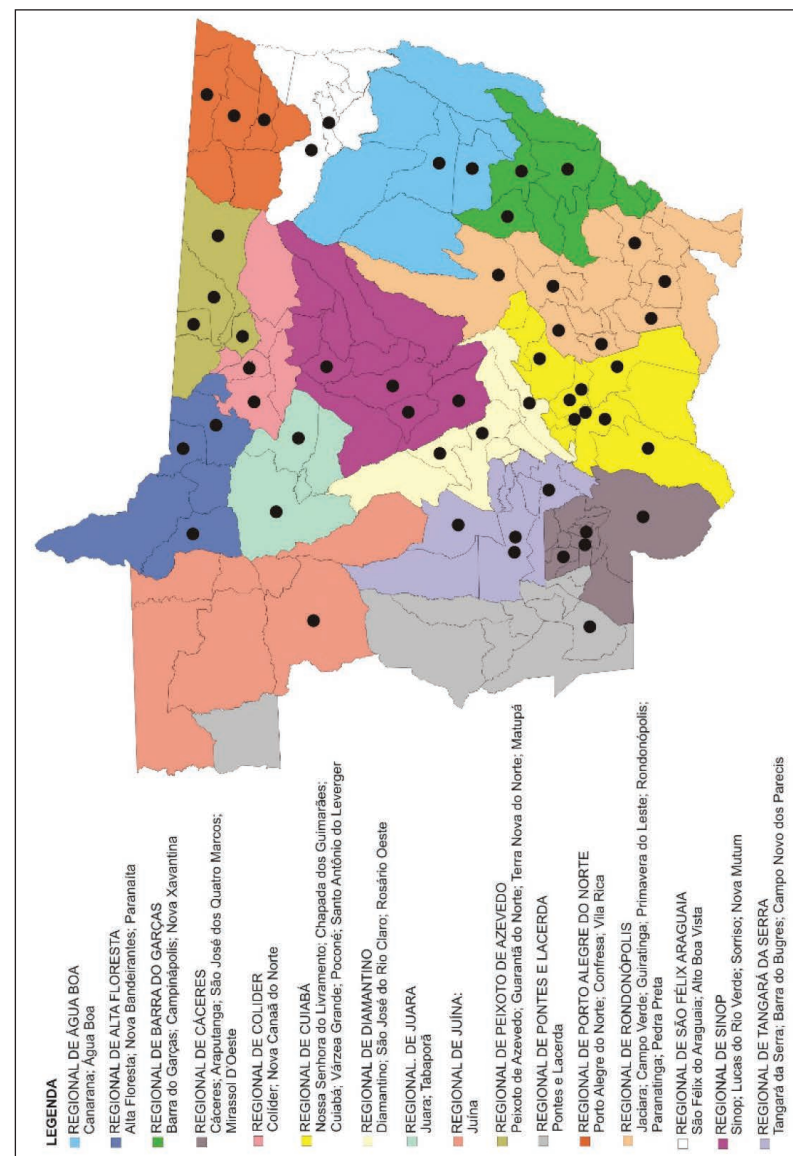 LEGENDA
REGIONAL DE ÁGUA BOA
Canarana; Água Boa
REGIONAL DE ALTA FLORESTA
Alta Floresta; Nova Bandeirantes; Paranaíta
REGIONAL DE BARRA DO GARÇAS
Barra do Garças; Campinápolis; Nova Xavantina
REGIONAL DE CÁCERES
Cáceres; Araputanga; São José dos Quatro Marcos;
Mirassol D'Oeste
REGIONAL DE COLIDER
Colíder; Nova Canaã do Norte
REGIONAL DE CUIABÁ
Nossa Senhora do Livramento; Chapada dos Guimarães;
Cuiabá; Várzea Grande; Poconé; Santo Antônio do Leverger
REGIONAL DE DIAMANTINO
Diamantino; São José do Rio Claro; Rosário Oeste
REGIONAL. DE JUARA
Juara; Tabaporã
REGIONAL DE JUÍNA:
Juína
REGIONAL DE PEIXOTO DE AZEVEDO
Peixoto de Azevedo; Guarantã do Norte; Terra Nova do Norte; Matupá
REGIONAL DE PONTES E LACERDA
Pontes e Lacerda
REGIONAL DE PORTO ALEGRE DO NORTE
Porto Alegre do Norte; Confresa; Vila Rica
REGIONAL DE RONDONÓPOLIS
Jaciara; Campo Verde; Guiratinga; Primavera do Leste; Rondonópolis;
Paranatinga; Pedra Preta
REGIONAL DE SÃO FÉLIX ARAGUAIA
São Félix do Araguaia; Alto Boa Vista
REGIONAL DE SINOP
Sinop; Lucas do Rio Verde; Sorriso; Nova Mutum
REGIONAL DE TANGARÁ DA SERRA
Tangará da Serra; Barra do Bugres; Campo Novo dos Parecis